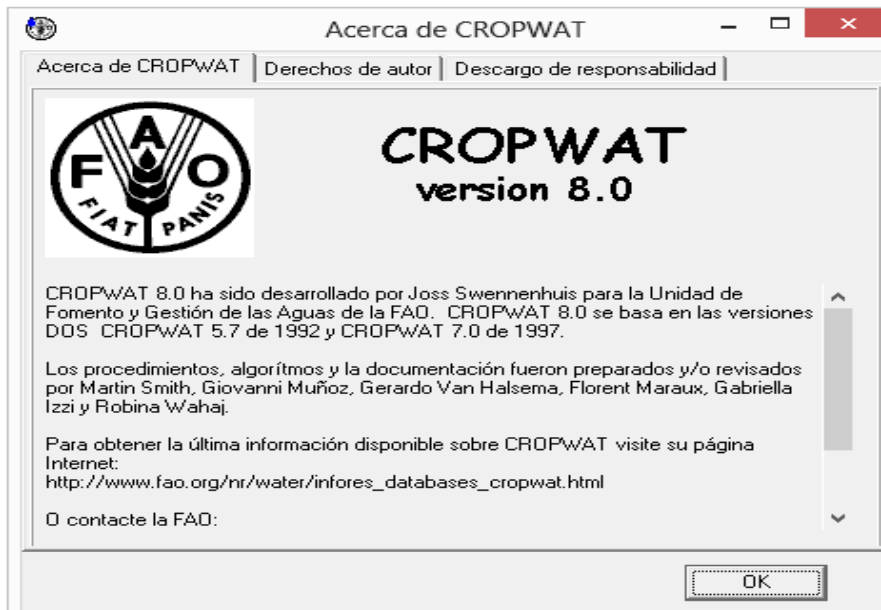 Acerca de CROPWAT
Acerca de CROPWAT
Derechos de autor
Descargo de responsabilidad
FAO
FIAT PANIS
CROPWAT
version 8.0
CROPWAT 8.0 ha sido desarrollado por Joss Swennenhuis para la Unidad de
Fomento y Gestión de las Aguas de la FAO. CROPWAT 8.0 se basa en las versiones
DOS CROPWAT 5.7 de 1992 y CROPWAT 7.0 de 1997.
Los procedimientos, algorítmos y la documentación fueron preparados y/o revisados
por Martin Smith, Giovanni Muñoz, Gerardo Van Halsema, Florent Maraux, Gabriella
Izzi y Robina Wahaj.
Para obtener la última información disponible sobre CROPWAT visite su página
Internet:
http://www.fao.org/nr/water/infores_databases_cropwat.html
O contacte la FAO:
OK